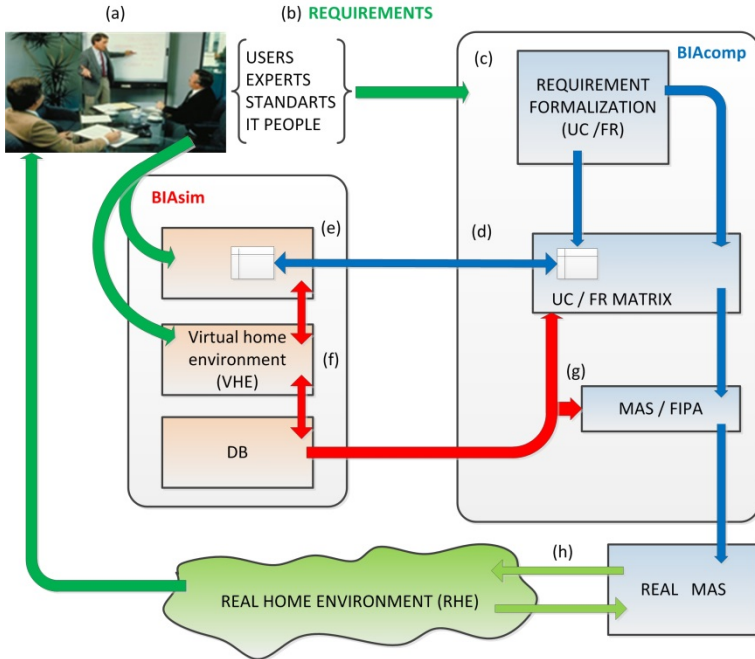 (a)
(b) REQUIREMENTS
USERS
EXPERTS
STANDARTS
IT PEOPLE
(c)
BIAcomp
REQUIREMENT
FORMALIZATION
(UC /FR)
BIAsim
(e)
(d)
UC / FR MATRIX
Virtual home
environment
(VHE)
(f)
(g)
MAS / FIPA
DB
(h)
REAL HOME ENVIRONMENT (RHE)
REAL MAS